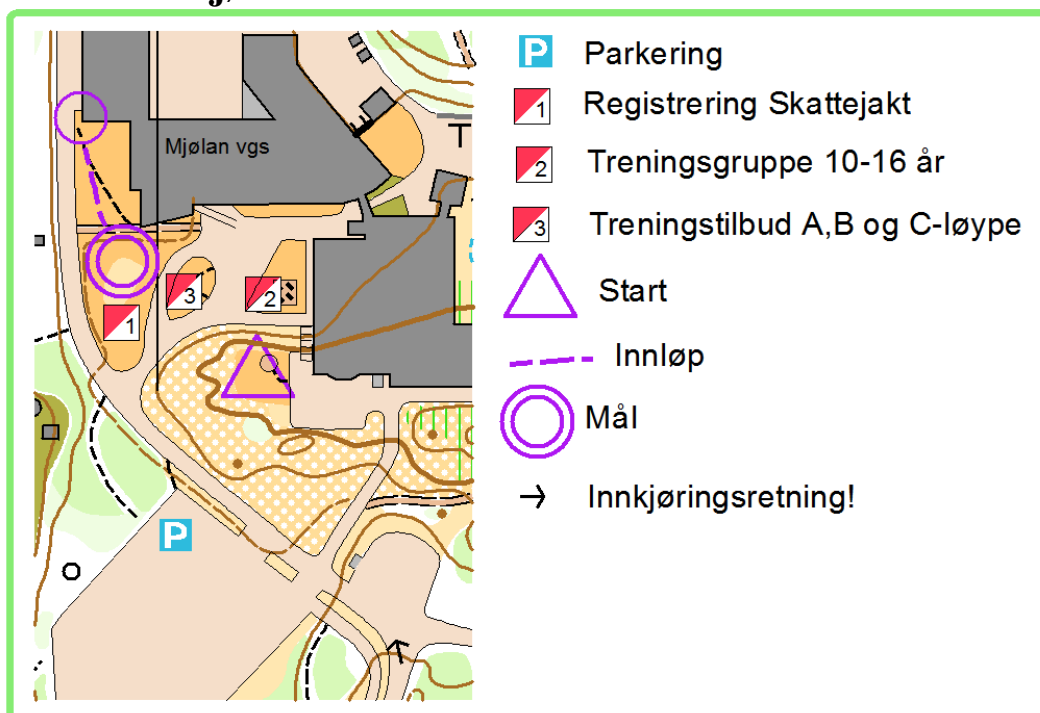 Mjølan vgs
T
1
3
2
P
P Parkering
1 Registrering Skattejakt
2 Treningsgruppe 10-16 år
3 Treningstilbud A,B og C-løype
Start
Innløp
Mål
Innkjøringsretning!